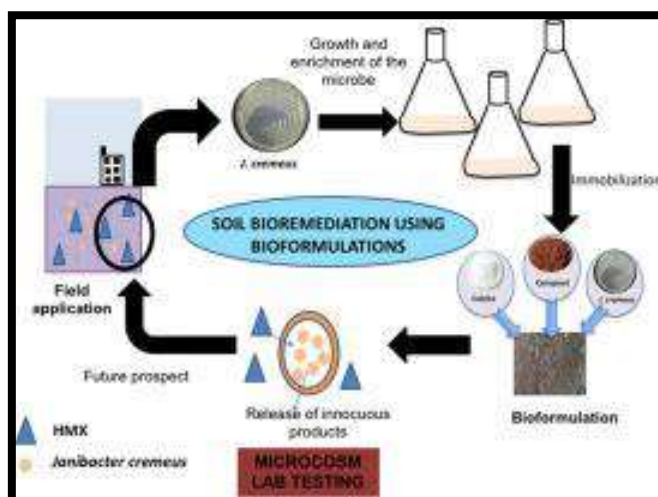 Growth and
enrichment of the
microbe
J. cremeus
Immobilization
SOIL BIOREMEDIATION USING
BIOFORMULATIONS
Compost
J. cremeus
Field
application
Future prospect
Release of innocuous
products
Bioformulation
HMX
Janibacter cremeus
MICROCOSM
LAB TESTING